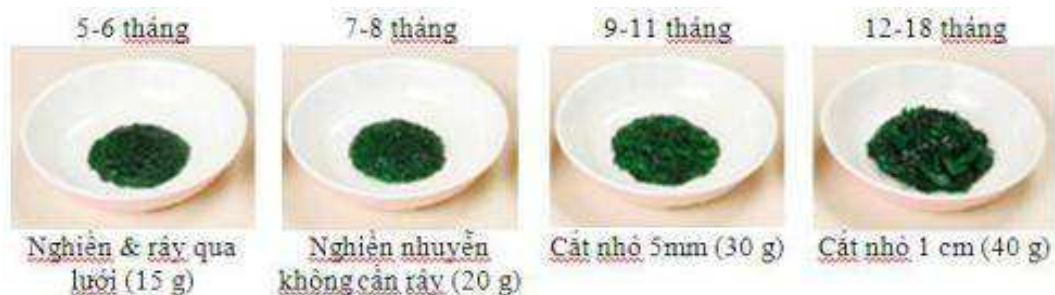 5-6 tháng
7-8 tháng
9-11 tháng
12-18 tháng
Nghiền & rây qua
lưới (15 g)
Nghiền nhuyễn
không cần rây (20 g)
Cắt nhỏ 5mm (30 g)
Cắt nhỏ 1 cm (40 g)